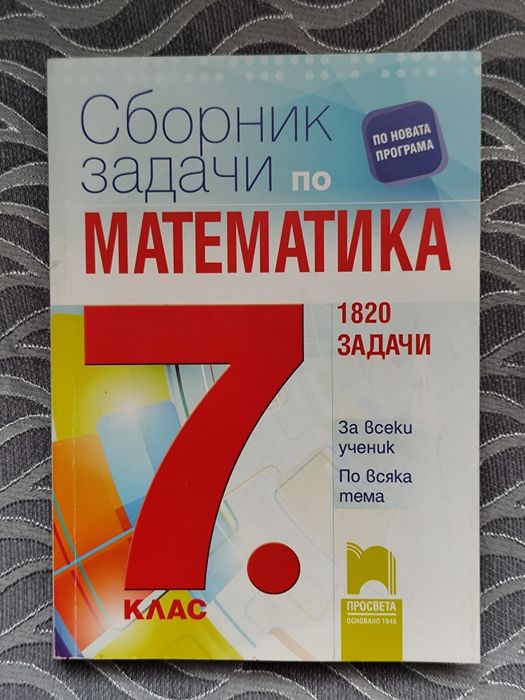 Сборник
задачи по
МАТЕМАТИКА
ПО НОВАТА
ПРОГРАМА
7.
КЛАС
1820
ЗАДАЧИ
За всеки
ученик
По всяка
тема
ПРОСВЕТА
ОСНОВАНО 1945